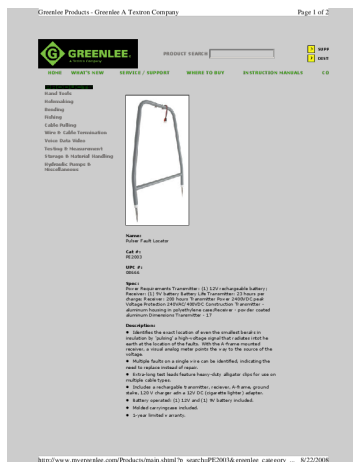 Greenlee Products - Greenlee A Textron Company
Page 1 of 2
GREENLEE
A Textron Company
PRODUCT SEARCH
SUPP
DIST
HOME WHAT'S NEW SERVICE / SUPPORT WHERE TO BUY INSTRUCTION MANUALS CO
Hand Tools
Holemaking
Bending
Fishing
Cable Pulling
Wire & Cable Termination
Voice Data Video
Testing & Measurement
Storage & Material Handling
Hydraulic Pumps &
Miscellaneous
Name:
Pulser Fault Locator
Cat #:
PE2003
UPC #:
Spec:
Power Requirements Transmitter: (1) 12V rechargeable battery;
Receiver: (1) 9V battery Battery Life Transmitter: 23 hours per
charge; Receiver: 200 hours Transmitter Power 2400VDC peak
Voltage Protection 240VAC/400VDC Construction Transmitter -
aluminum housing in polyethylene case;Receiver - powder coated
aluminum Dimensions Transmitter - 17
Description:
• Identifies the exact location of even the smallest breaks in
insulation by 'pulsing' a high-voltage signal that radiates into the
earth at the location of the faults. With the A-frame mounted
receiver, a visual analog meter points the way to the source of the
voltage.
• Multiple faults on a single wire can be identified, indicating the
need to replace instead of repair.
• Extra-long test leads feature heavy-duty alligator clips for use on
multiple cable types.
• Includes a rechargable transmitter, reciever, A-frame, ground
stake, 120 V charger adn a 12V DC (cigarette lighter) adapter.
• Battery operated: (1) 12V and (1) 9V battery included.
• Molded carrying case included.
• 1-year limited warranty.
http://www.mygreenlee.com/Products/main.shtml?p_search=PE2003&greenlee_category_... 8/22/2008